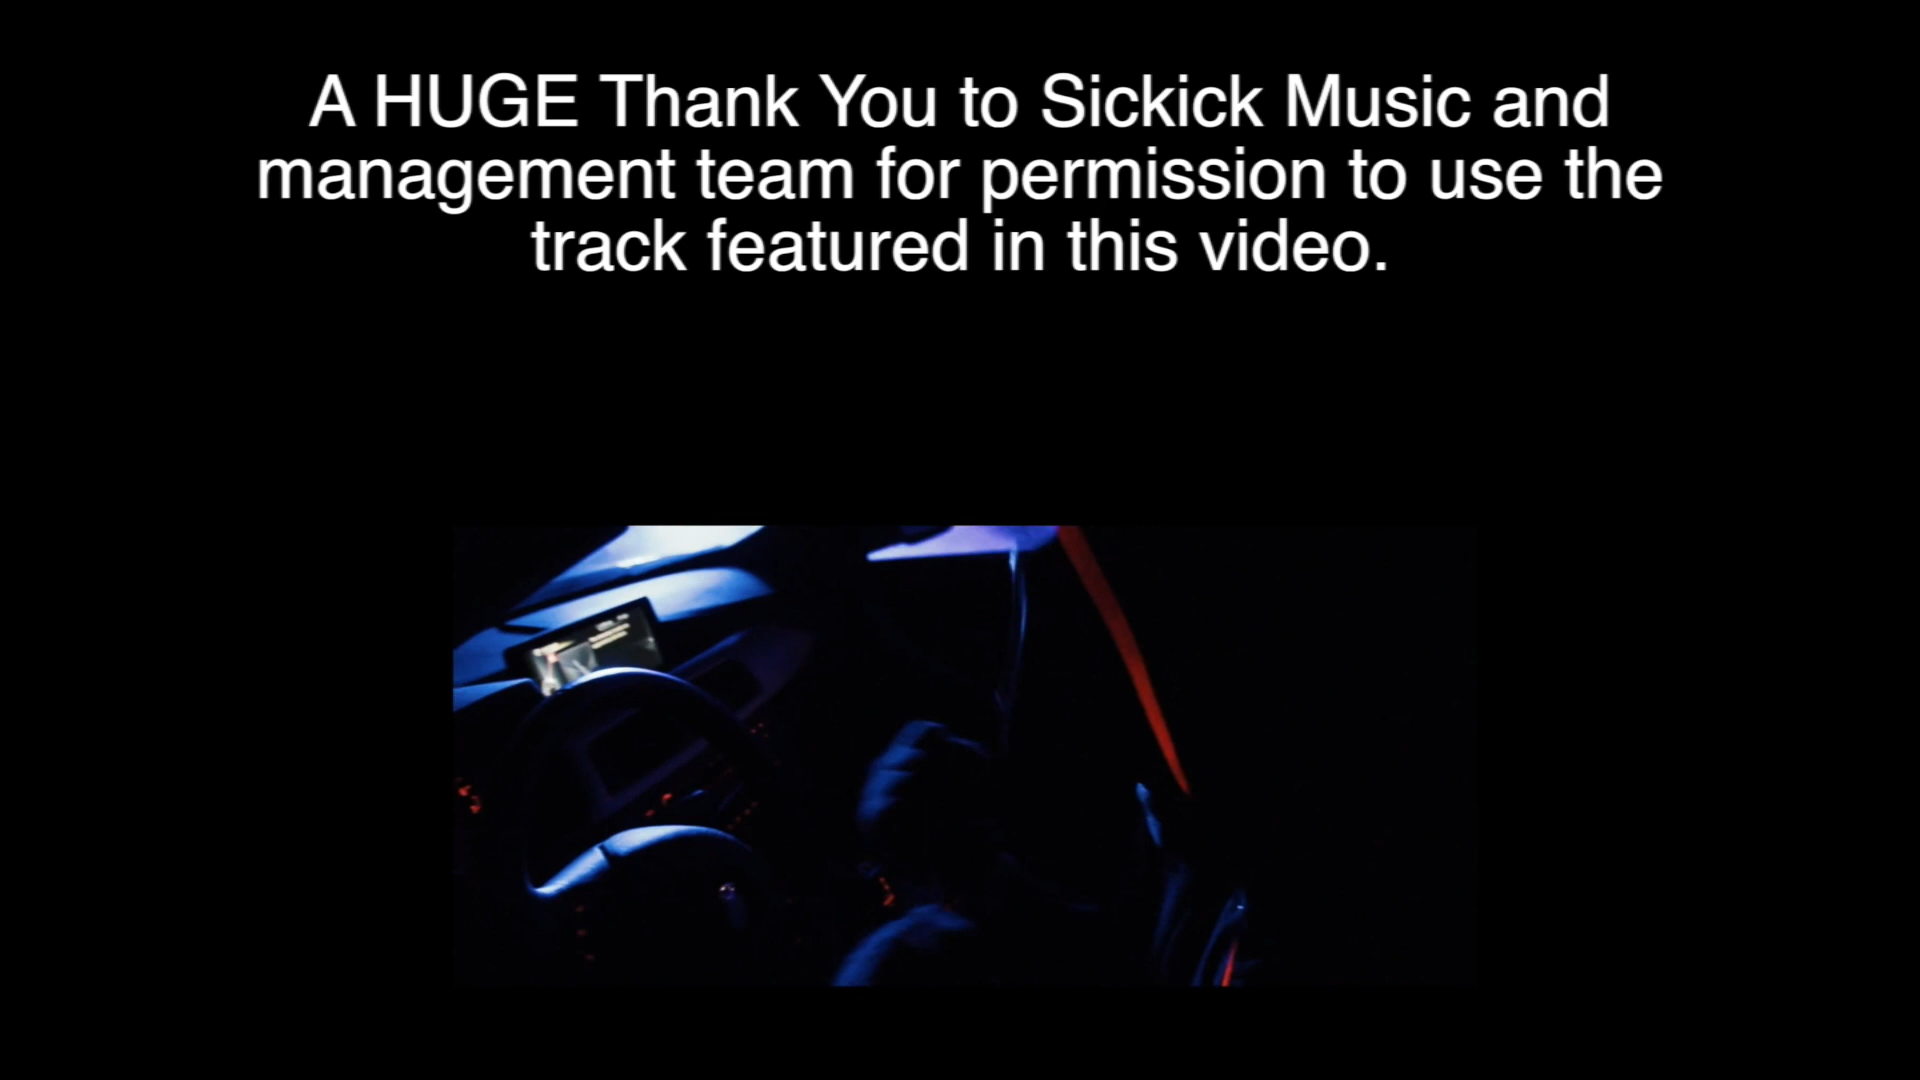 A HUGE Thank You to Sickick Music and
management team for permission to use the
track featured in this video.